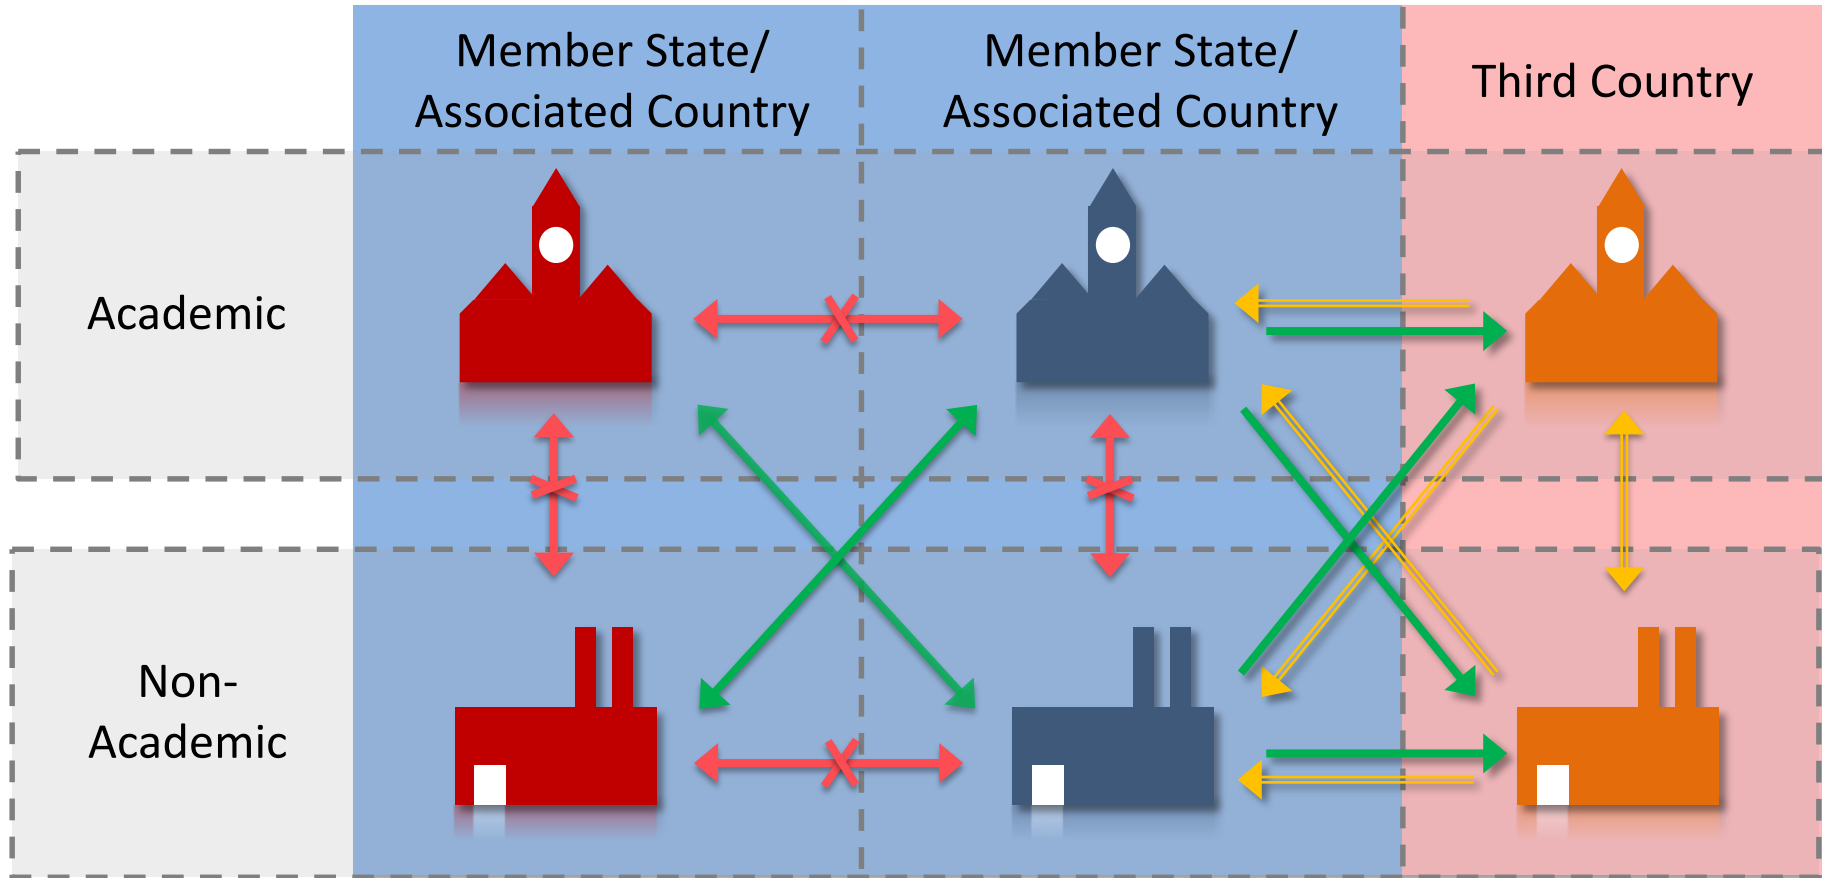 Member State/
Associated Country
Member State/
Associated Country
Third Country
Academic
Non-
Academic